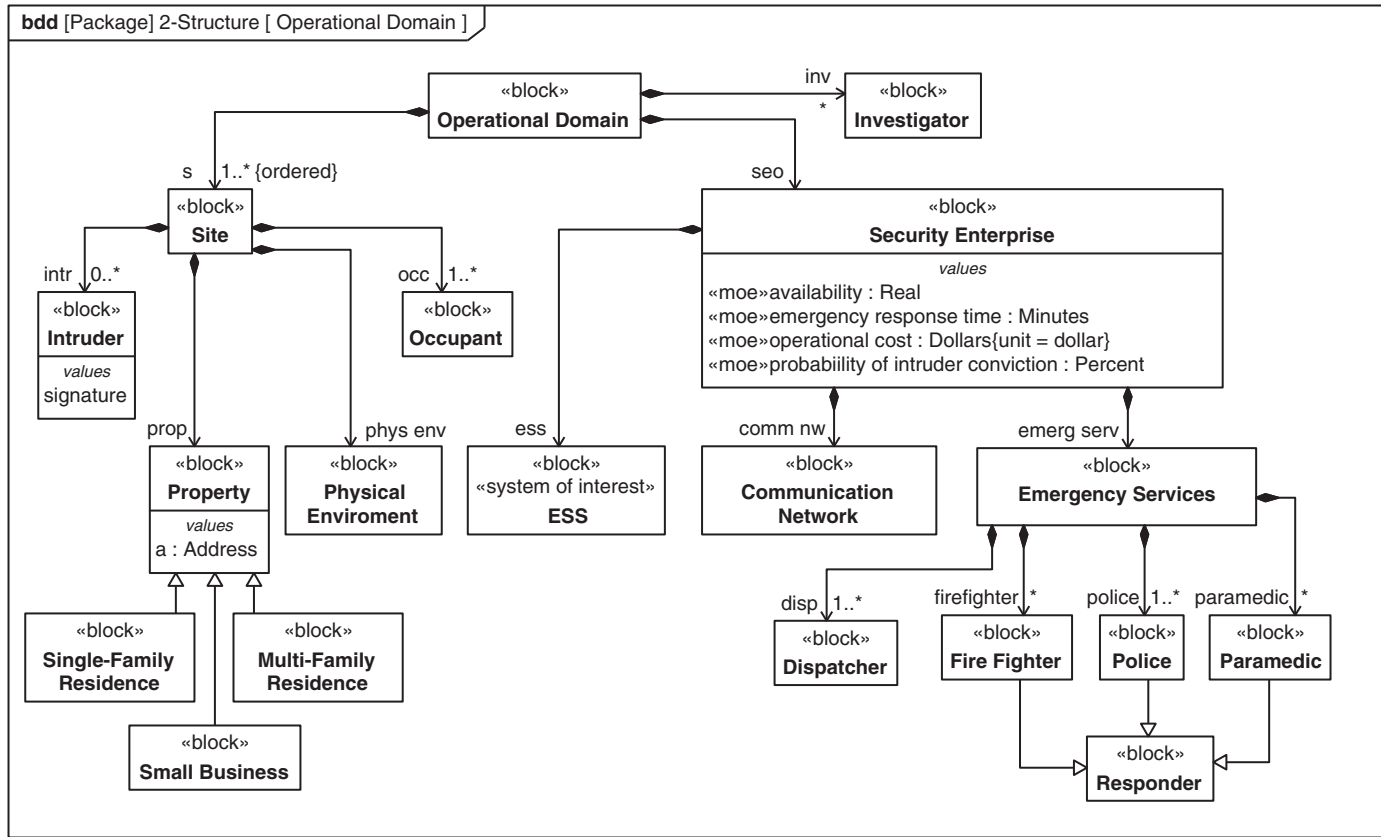 bdd [Package] 2-Structure [ Operational Domain ]
«block»
Operational Domain
inv
*
«block»
Investigator
s
1..* {ordered}
seo
«block»
Site
«block»
Security Enterprise
values
«moe»availability : Real
«moe»emergency response time : Minutes
«moe»operational cost : Dollars{unit = dollar}
«moe»probabiility of intruder conviction : Percent
intr
0..*
occ
1..*
«block»
Intruder
values
signature
«block»
Occupant
prop
phys env
ess
comm nw
emerg serv
«block»
Property
values
a : Address
«block»
Physical
Enviroment
«block»
«system of interest»
ESS
«block»
Communication
Network
«block»
Emergency Services
disp
1..*
firefighter
*
police
1..*
paramedic
*
«block»
Single-Family
Residence
«block»
Multi-Family
Residence
«block»
Dispatcher
«block»
Fire Fighter
«block»
Police
«block»
Paramedic
«block»
Small Business
«block»
Responder